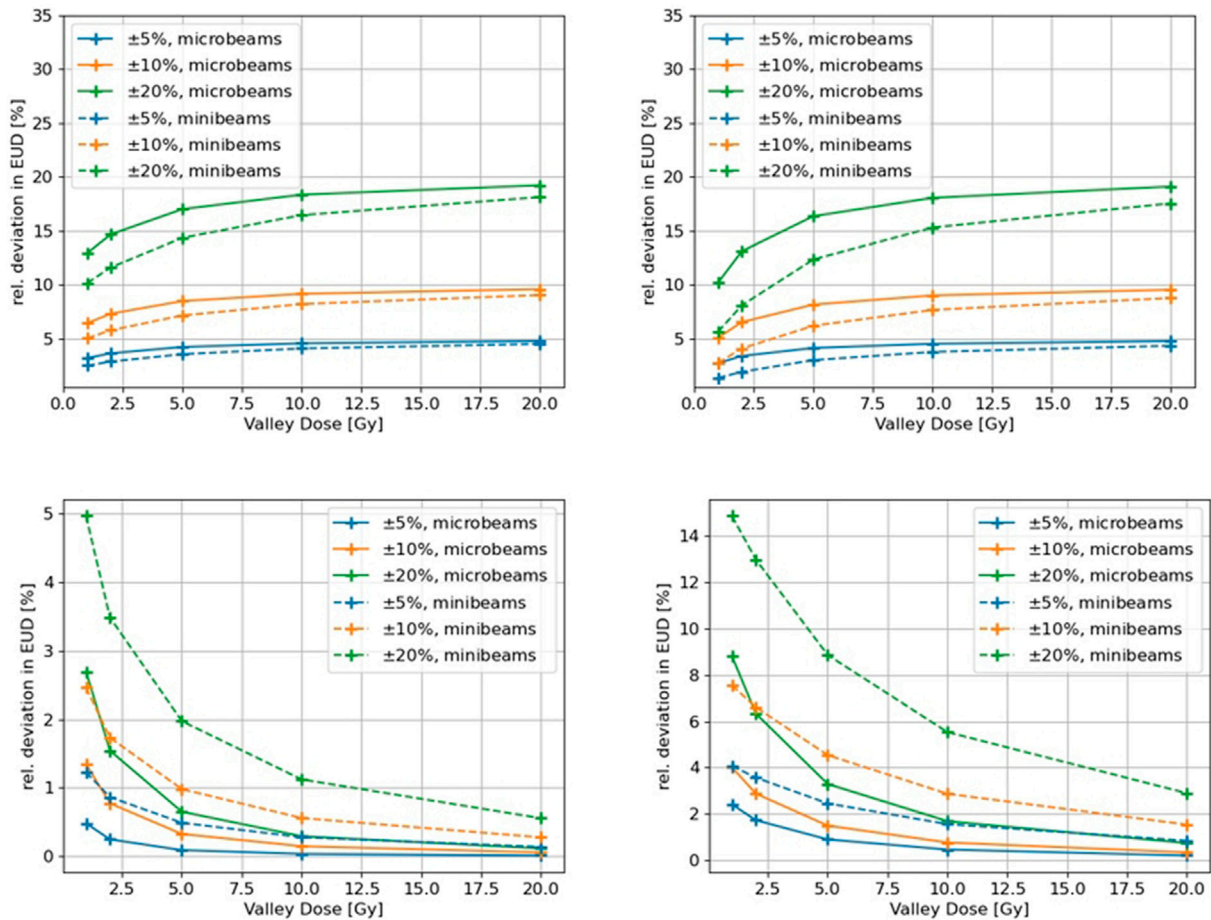 35
30
25
20
15
10
5
rel. deviation in EUD [%]
±5%, microbeams
±10%, microbeams
±20%, microbeams
±5%, minibeams
±10%, minibeams
±20%, minibeams
0.0 2.5 5.0 7.5 10.0 12.5 15.0 17.5 20.0
Valley Dose [Gy]
35
30
25
20
15
10
5
rel. deviation in EUD [%]
±5%, microbeams
±10%, microbeams
±20%, microbeams
±5%, minibeams
±10%, minibeams
±20%, minibeams
0.0 2.5 5.0 7.5 10.0 12.5 15.0 17.5 20.0
Valley Dose [Gy]
5
4
3
2
1
0
rel. deviation in EUD [%]
±5%, microbeams
±10%, microbeams
±20%, microbeams
±5%, minibeams
±10%, minibeams
±20%, minibeams
2.5 5.0 7.5 10.0 12.5 15.0 17.5 20.0
Valley Dose [Gy]
14
12
10
8
6
4
2
0
rel. deviation in EUD [%]
±5%, microbeams
±10%, microbeams
±20%, microbeams
±5%, minibeams
±10%, minibeams
±20%, minibeams
2.5 5.0 7.5 10.0 12.5 15.0 17.5 20.0
Valley Dose [Gy]